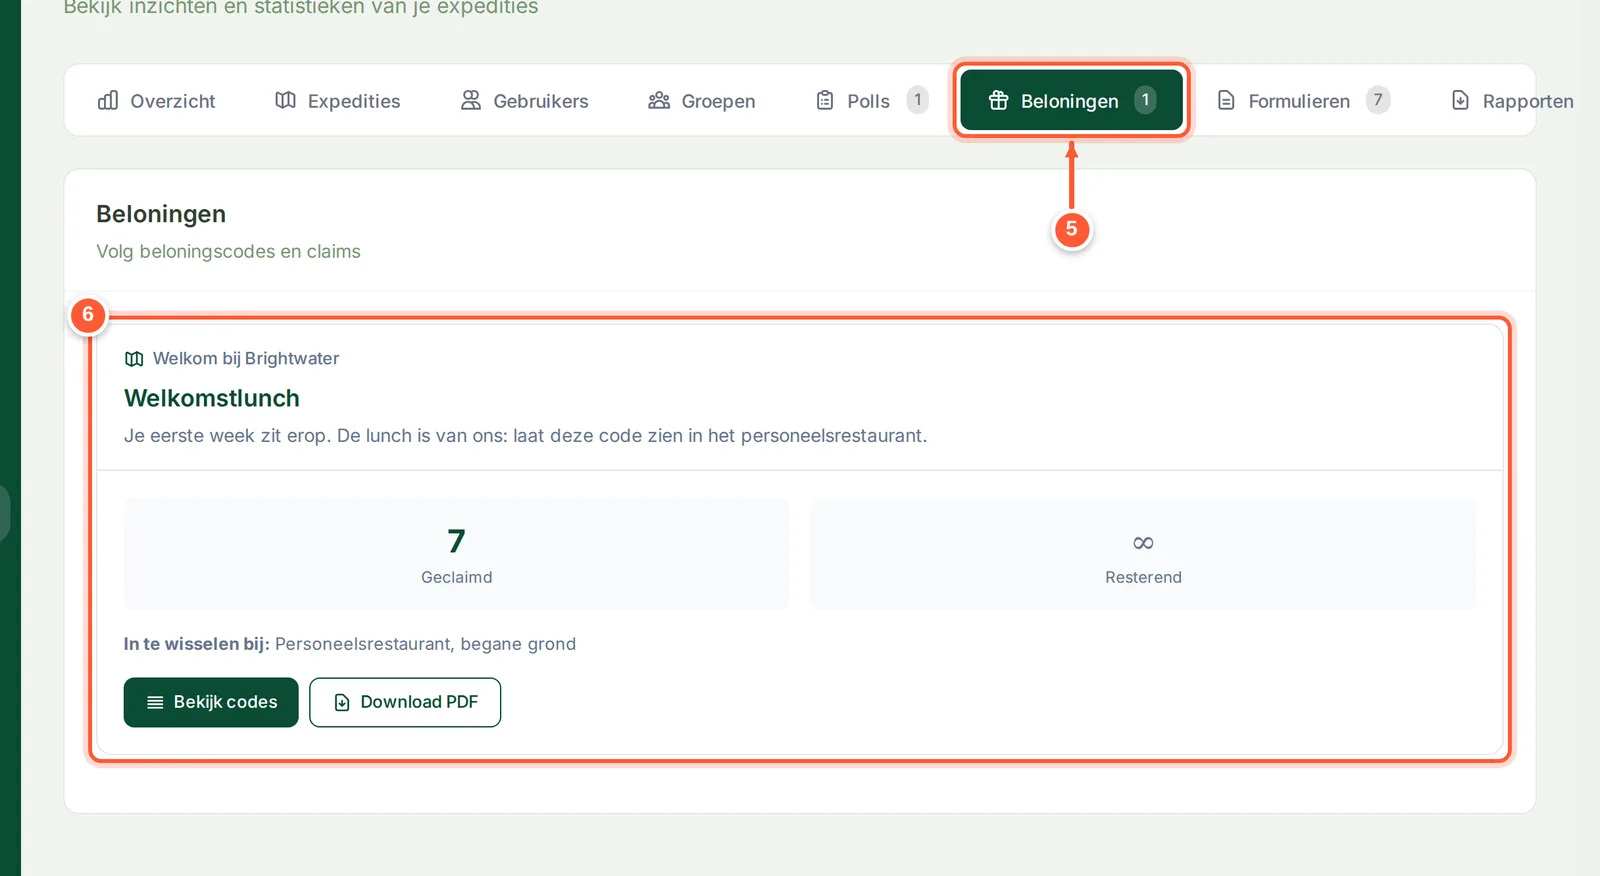 Bekijk inzichten en statistieken van je expedities
Overzicht Expedities Gebruikers Groepen Polls 1 Beloningen 1 Formulieren 7 Rapporten
5
Beloningen
Volg beloningscodes en claims
6
Welkom bij Brightwater
Welkomstlunch
Je eerste week zit erop. De lunch is van ons: laat deze code zien in het personeelsrestaurant.
7 ∞
Geclaimd Resterend
In te wisselen bij: Personeelsrestaurant, begane grond
Bekijk codes Download PDF